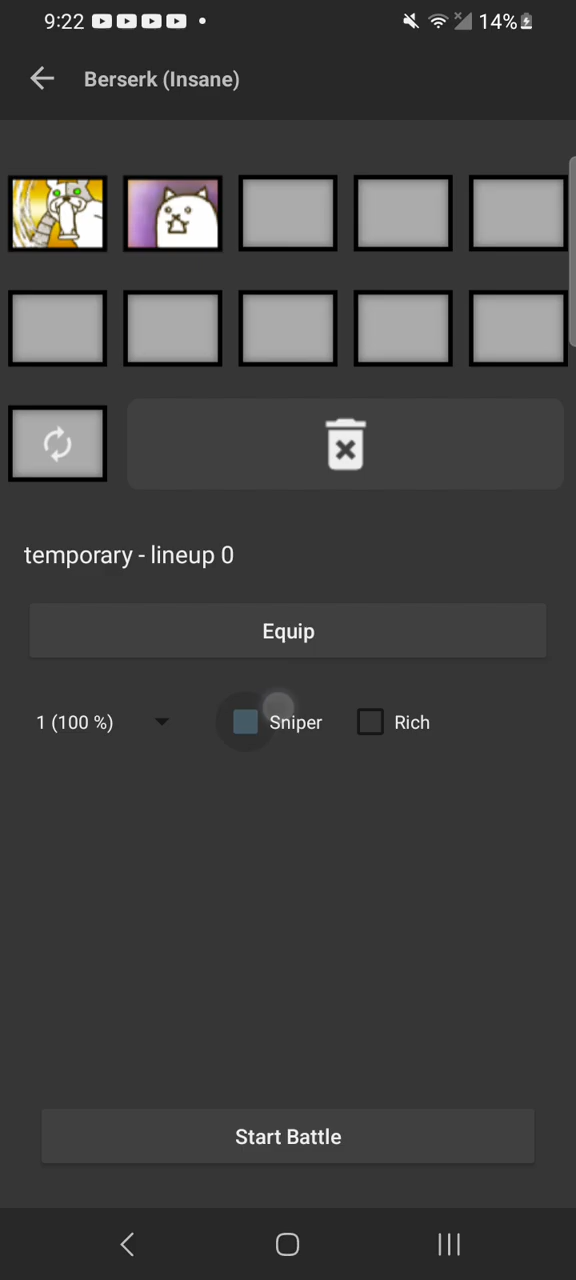 9:22
14%
Berserk (Insane)
temporary - lineup 0
Equip
1 (100 %)
Sniper
Rich
Start Battle